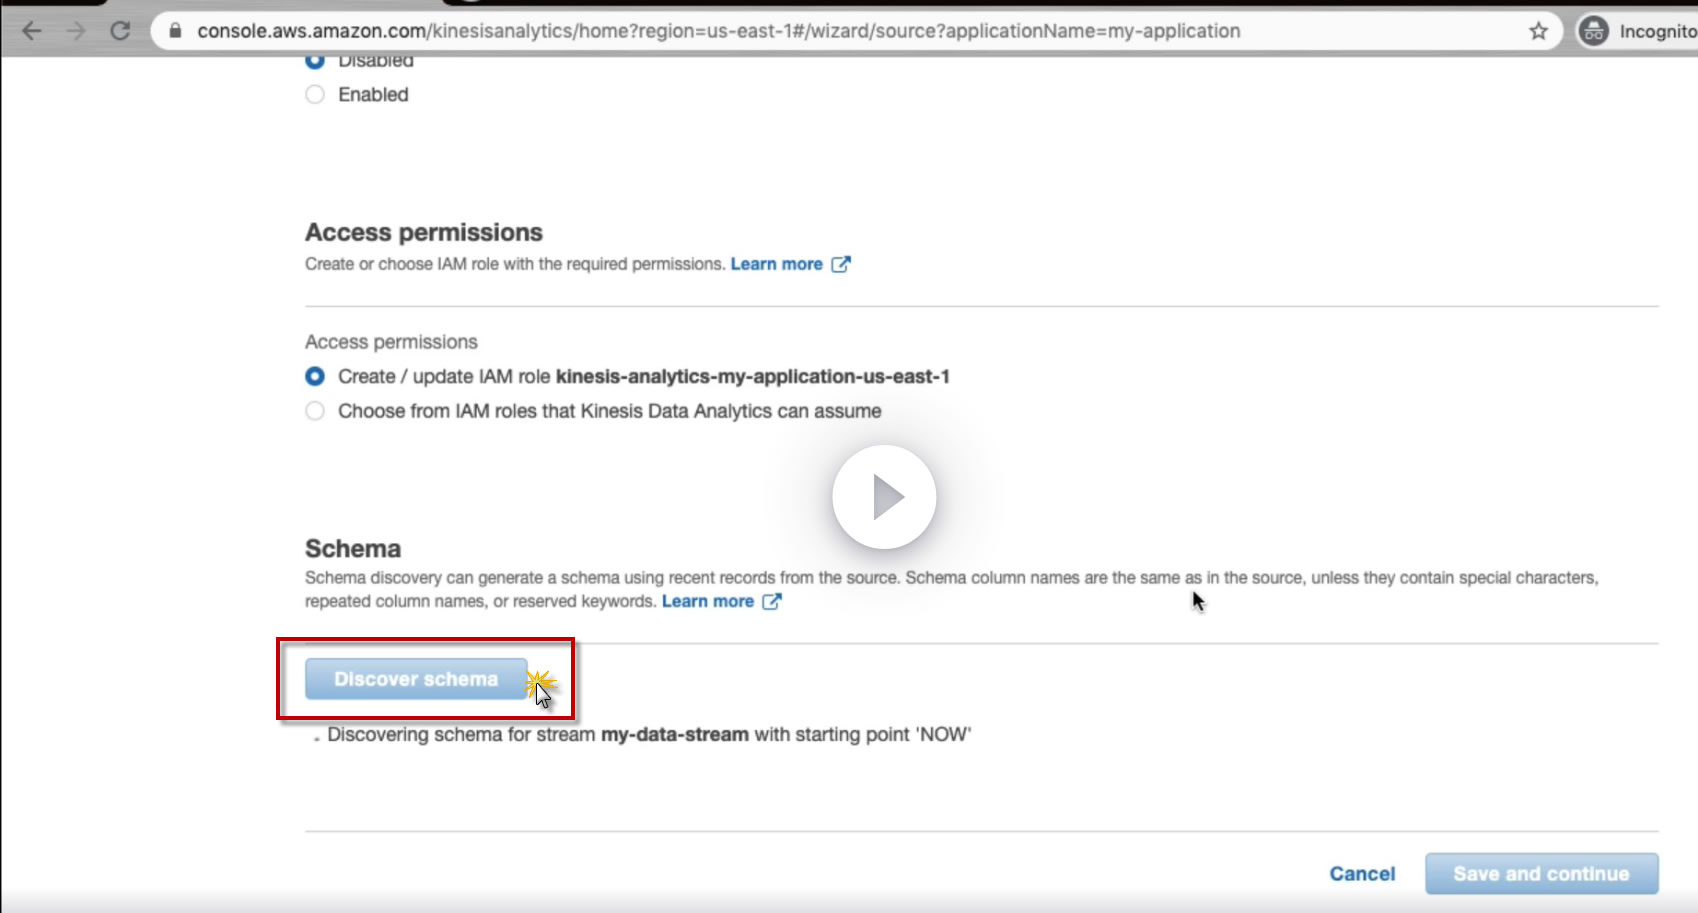 console.aws.amazon.com/kinesisanalytics/home?region=us-east-1#/wizard/source?applicationName=my-application
Incognito
Disabled
Enabled
Access permissions
Create or choose IAM role with the required permissions. Learn more
Access permissions
Create / update IAM role kinesis-analytics-my-application-us-east-1
Choose from IAM roles that Kinesis Data Analytics can assume
Schema
Schema discovery can generate a schema using recent records from the source. Schema column names are the same as in the source, unless they contain special characters,
repeated column names, or reserved keywords. Learn more
Discover schema
Discovering schema for stream my-data-stream with starting point 'NOW'
Cancel
Save and continue